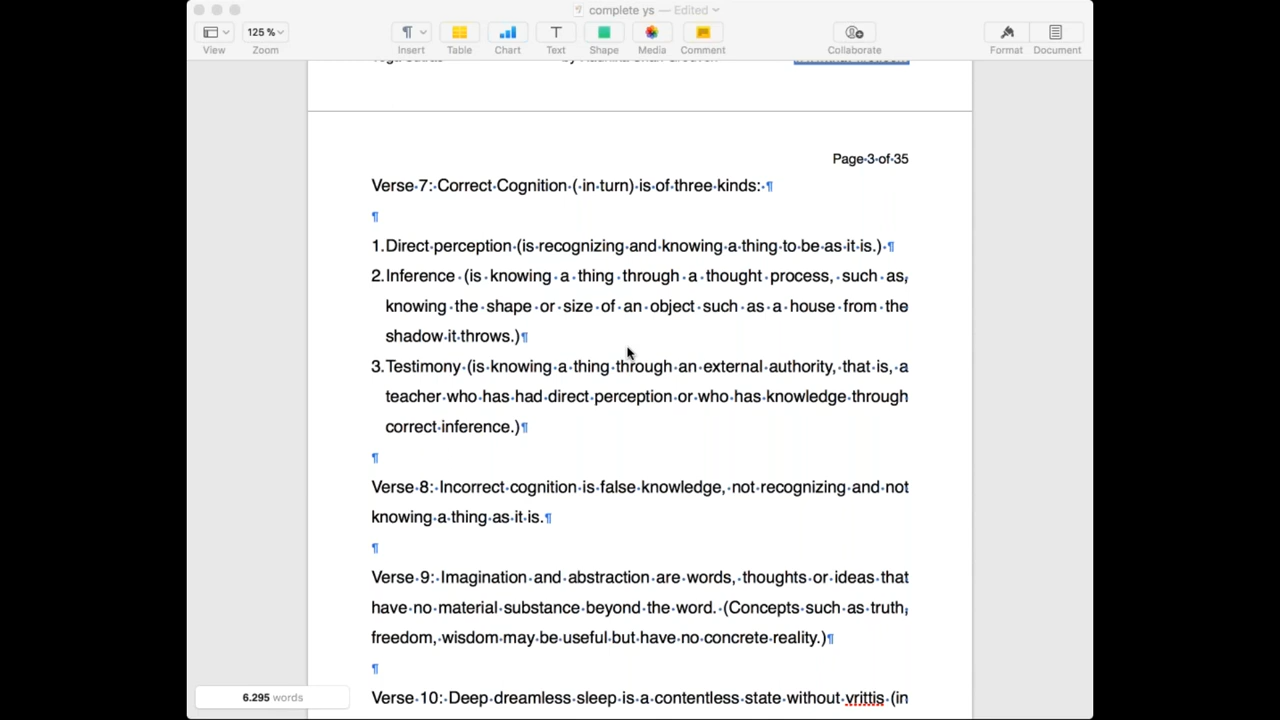 complete ys — Edited
125 %
View Zoom Insert Table Chart Text Shape Media Comment Collaborate Format Document
Page 3 of 35
Verse 7: Correct Cognition ( in turn) is of three kinds: ¶
¶
1. Direct perception (is recognizing and knowing a thing to be as it is.) ¶
2. Inference (is knowing a thing through a thought process, such as,
knowing the shape or size of an object such as a house from the
shadow it throws.)¶
3. Testimony (is knowing a thing through an external authority, that is, a
teacher who has had direct perception or who has knowledge through
correct inference.)¶
¶
Verse 8: Incorrect cognition is false knowledge, not recognizing and not
knowing a thing as it is.¶
¶
Verse 9: Imagination and abstraction are words, thoughts or ideas that
have no material substance beyond the word. (Concepts such as truth,
freedom, wisdom may be useful but have no concrete reality.)¶
¶
Verse 10: Deep dreamless sleep is a contentless state without vrittis (in
6.295 words